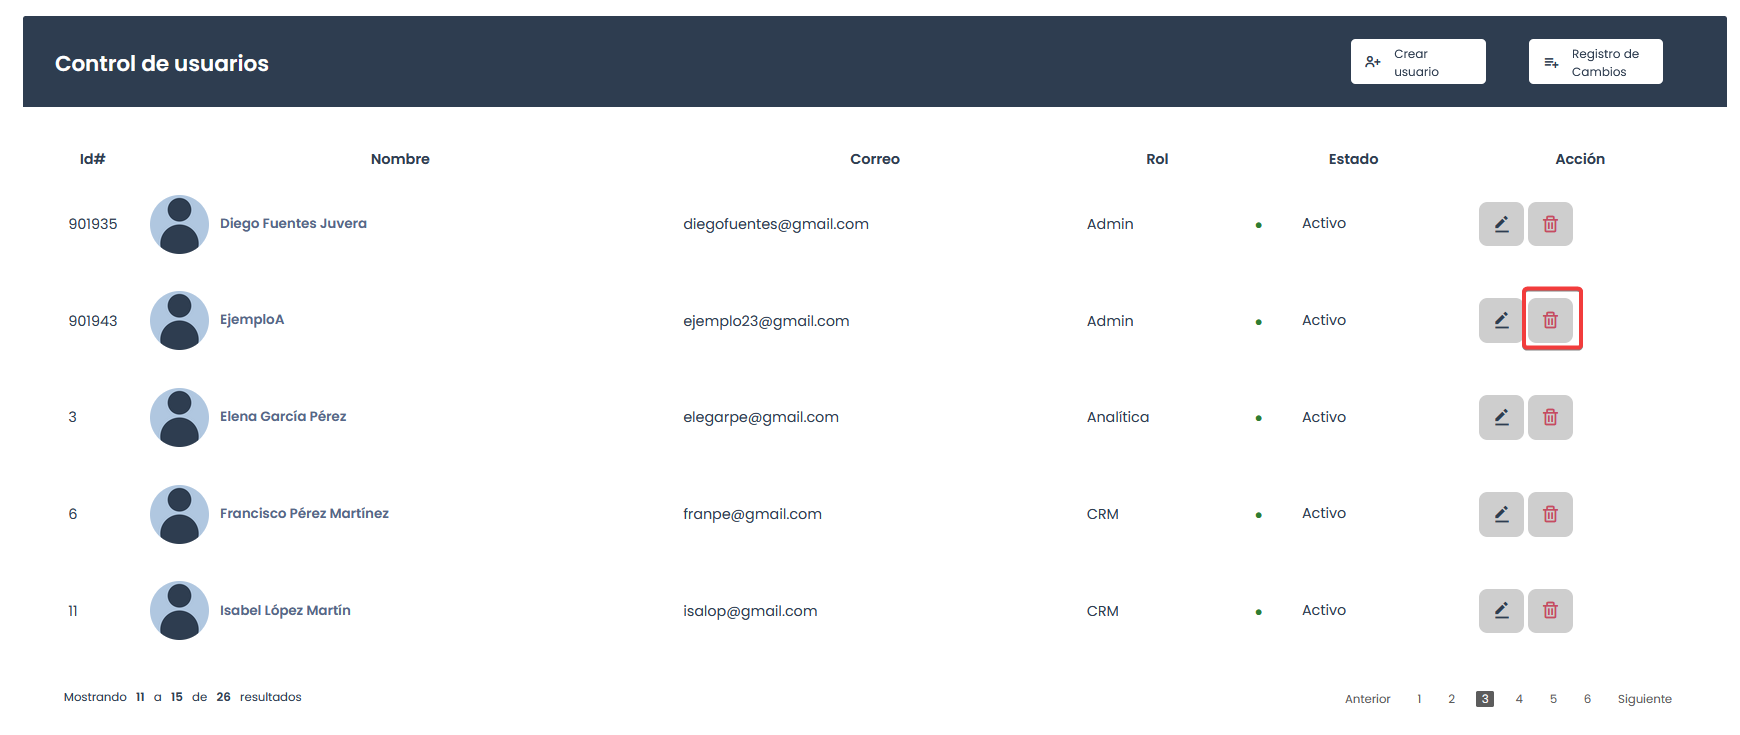 Control de usuarios
Crear
usuario
Registro de
Cambios
Id# Nombre Correo Rol Estado Acción
901935 Diego Fuentes Juvera diegofuentes@gmail.com Admin Activo
901943 EjemploA ejemplo23@gmail.com Admin Activo
3 Elena García Pérez elegarpe@gmail.com Analítica Activo
6 Francisco Pérez Martínez franpe@gmail.com CRM Activo
11 Isabel López Martín isalop@gmail.com CRM Activo
Mostrando 11 a 15 de 26 resultados
Anterior 1 2 3 4 5 6 Siguiente